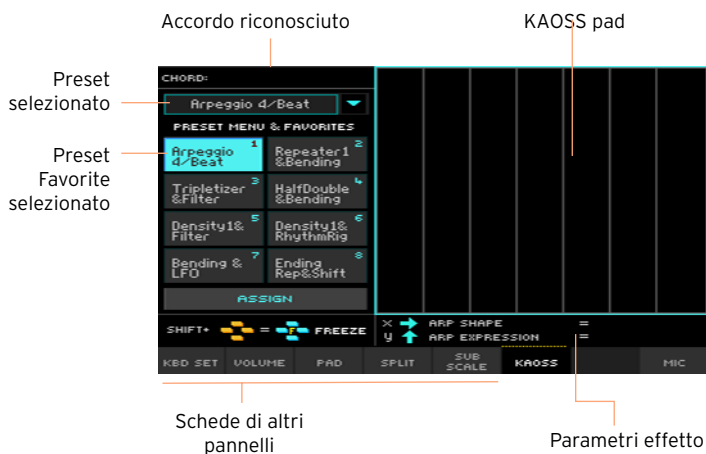 Accordo riconosciuto
KAOSS pad
Preset
selezionato
Preset
Favorite
selezionato
CHORD:
Arpeggio 4/Beat
PRESET MENU & FAVORITES
Arpeggio 1
4/Beat
Repeater1 2
&Bending
Tripletizer 3
&Filter
HalfDouble 4
&Bending
Density1& 5
Filter
Density1& 6
RhythmRig
Bending & 7
LFO
Ending 8
Rep&Shift
ASSIGN
SHIFT+ = FREEZE
X ARP SHAPE =
y ARP EXPRESSION =
KBD SET
VOLUME
PAD
SPLIT
SUB
SCALE
KAOSS
MIC
Schede di altri
pannelli
Parametri effetto